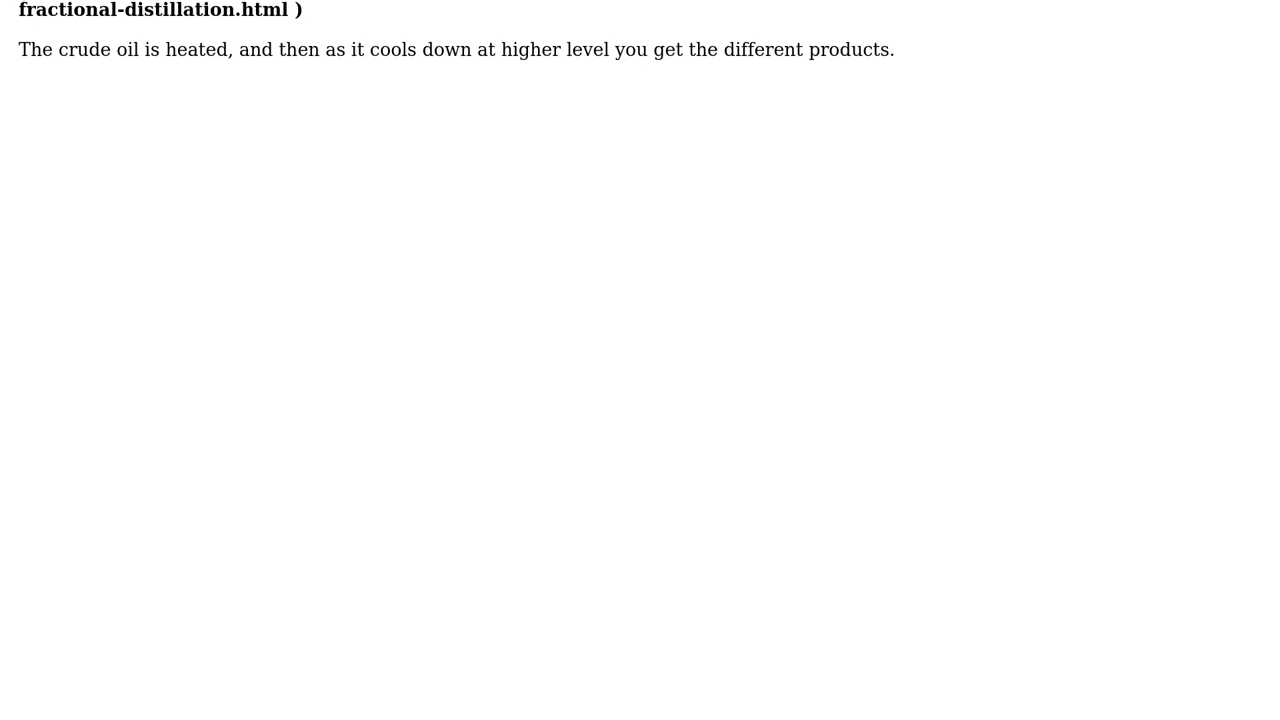 fractional-distillation.html )
The crude oil is heated, and then as it cools down at higher level you get the different products.